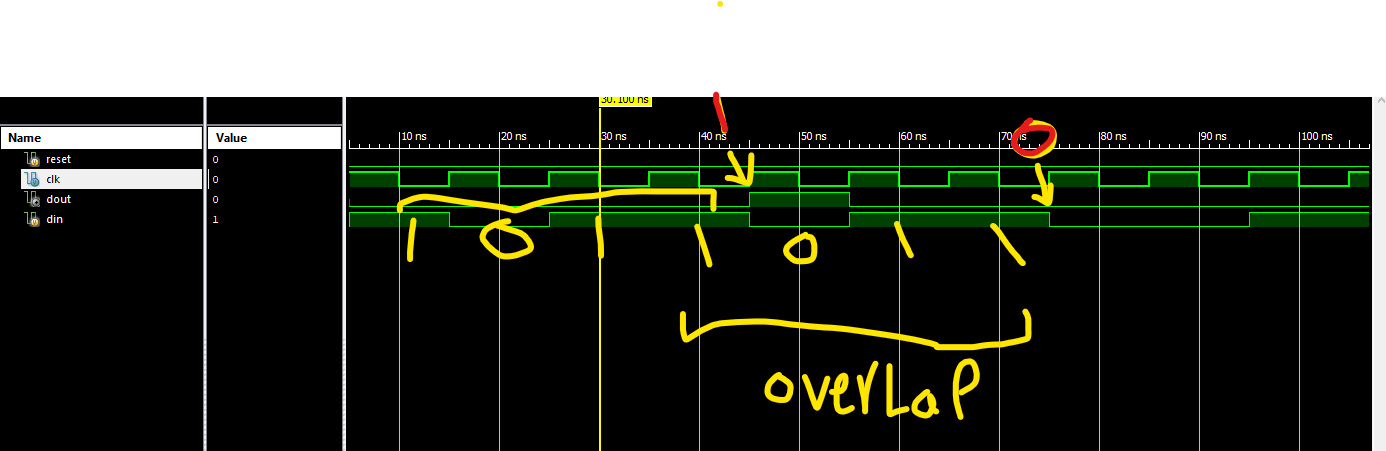 1
30.100 ns
Name Value 10 ns 20 ns 30 ns 40 ns 50 ns 60 ns 70 ns 80 ns 90 ns 100 ns
0
reset 0
clk 0
dout 0
din 1
1 0 1 1 0 1 1
overLaP